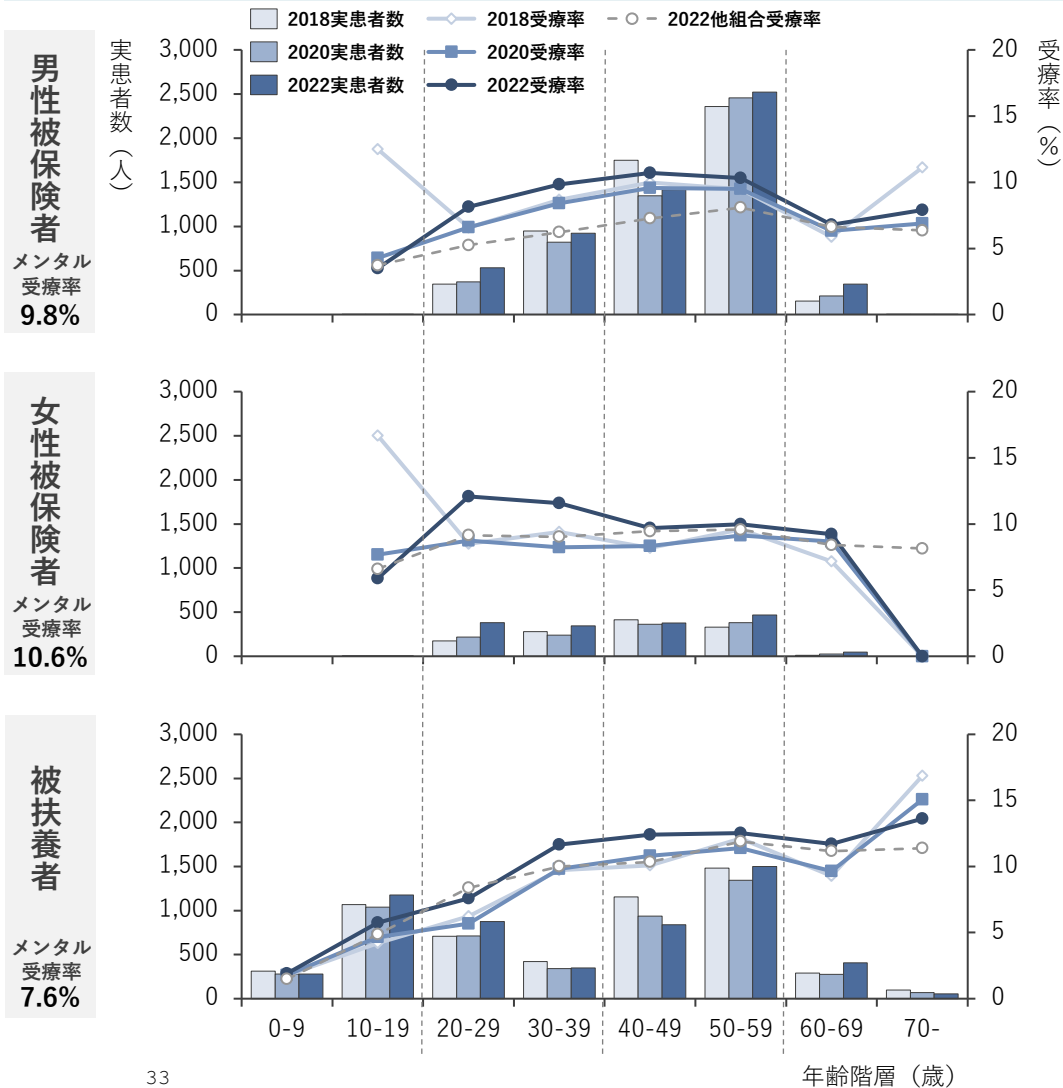 2018実患者数 2018受療率 2022他組合受療率
2020実患者数 2020受療率
2022実患者数 2022受療率
男性被保険者
メンタル
受療率
9.8%
実患者数（人）
3,000
2,500
2,000
1,500
1,000
500
0
20
15
10
5
0
受療率（%）
女性被保険者
メンタル
受療率
10.6%
3,000
2,500
2,000
1,500
1,000
500
0
20
15
10
5
0
被扶養者
メンタル
受療率
7.6%
3,000
2,500
2,000
1,500
1,000
500
0
20
15
10
5
0
0-9 10-19 20-29 30-39 40-49 50-59 60-69 70-
年齢階層（歳）
33